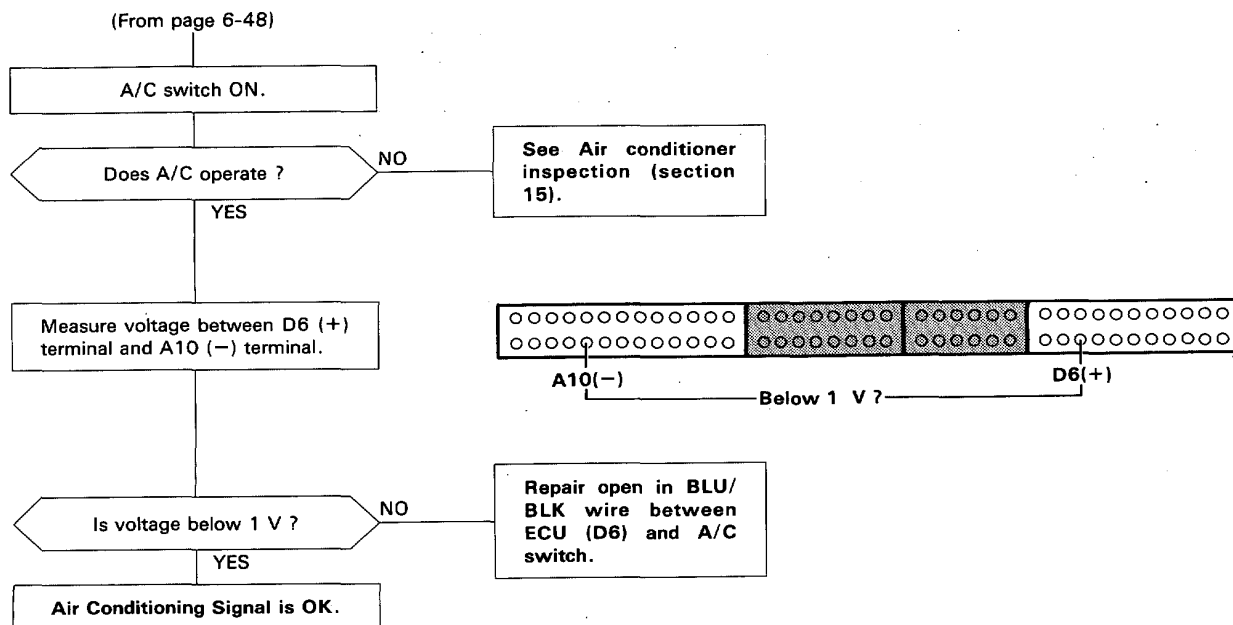 (From page 6-48)
A/C switch ON.
Does A/C operate ?
NO
See Air conditioner
inspection (section
15).
YES
Measure voltage between D6 (+)
terminal and A10 (−) terminal.
A10(−)
D6(+)
Below 1 V ?
Is voltage below 1 V ?
NO
Repair open in BLU/
BLK wire between
ECU (D6) and A/C
switch.
YES
Air Conditioning Signal is OK.